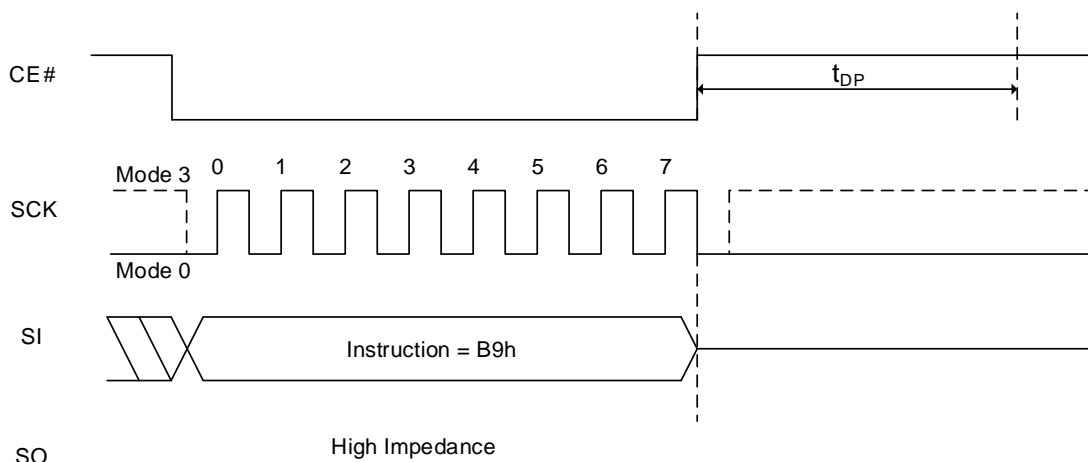 CE#
tDP
Mode 3
0 1 2 3 4 5 6 7
SCK
Mode 0
SI
Instruction = B9h
High Impedance
SO